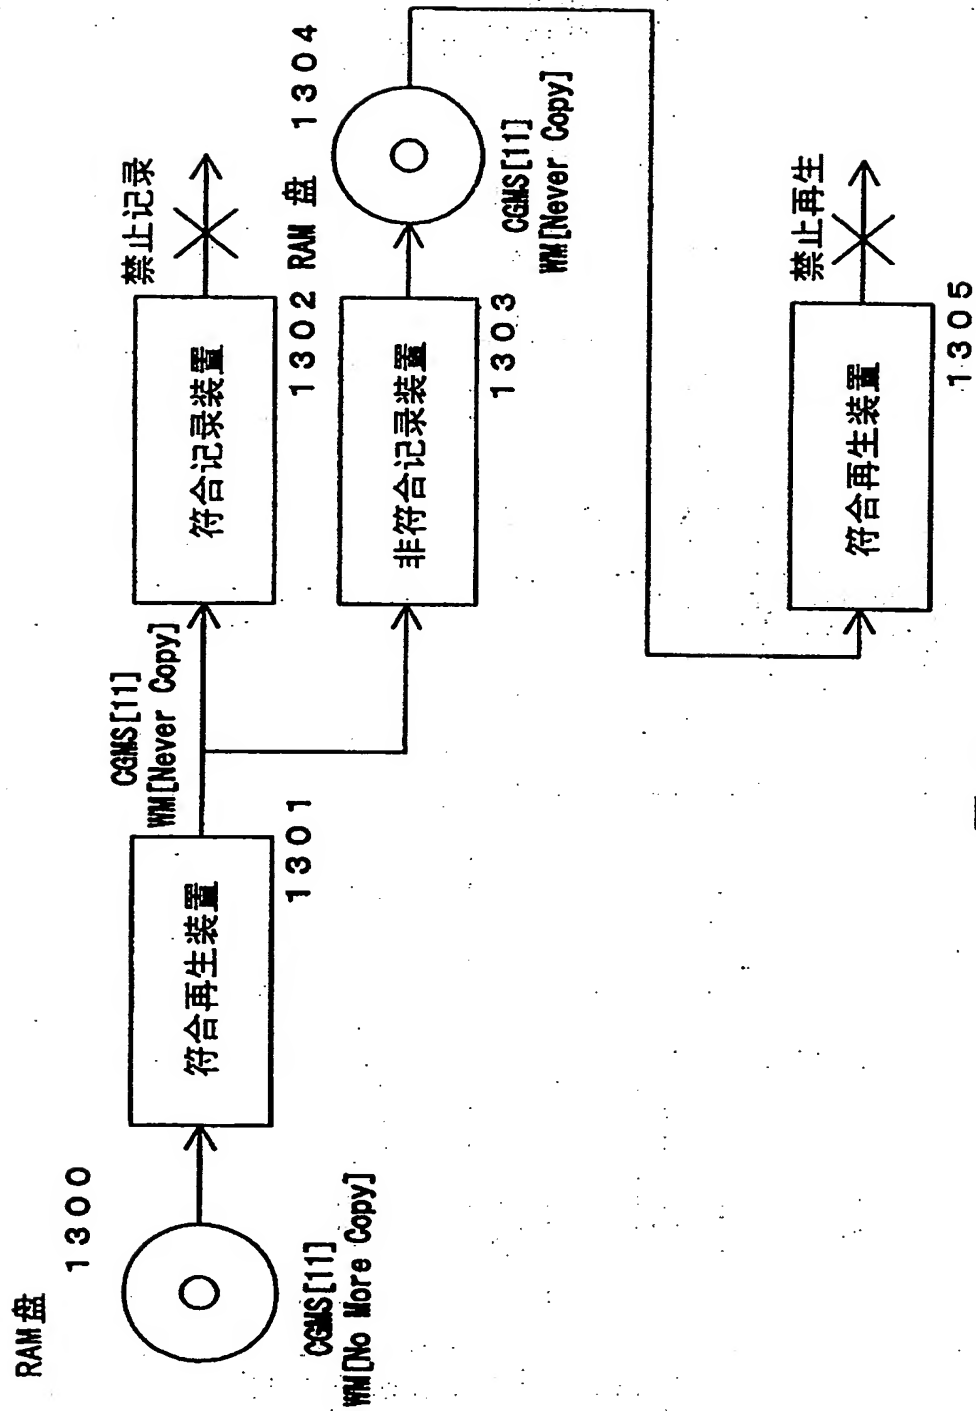 RAM盘
1300
CGMS[11]
WM[No More Copy]
符合再生装置
1301
CGMS[11]
WM[Never Copy]
符合记录装置
1302
禁止记录
非符合记录装置
1303
RAM 盘
1304
CGMS[11]
WM[Never Copy]
符合再生装置
1305
禁止再生